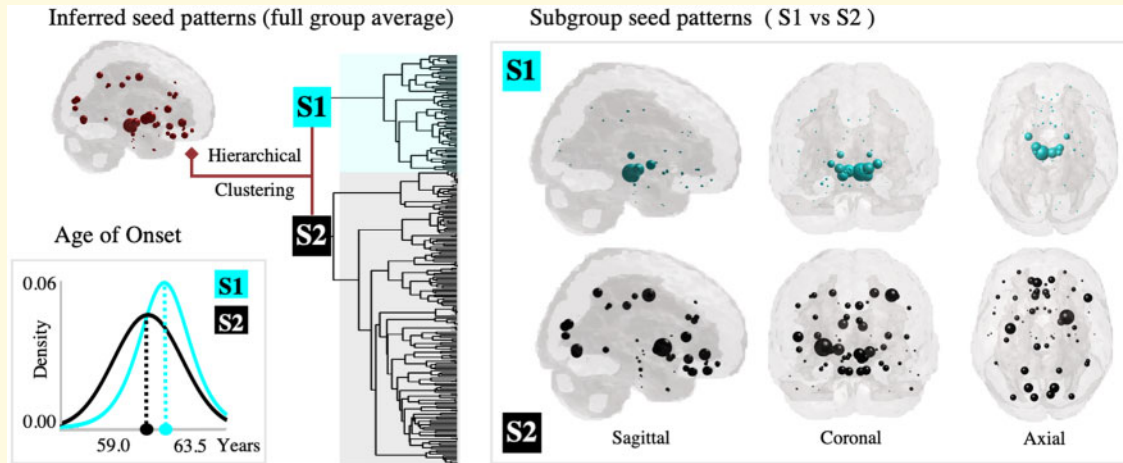 Inferred seed patterns (full group average)
Subgroup seed patterns ( S1 vs S2 )
S1
Hierarchical
Clustering
S2
Age of Onset
0.06
S1
S2
Density
0.00
59.0
63.5
Years
S1
S2
Sagittal
Coronal
Axial